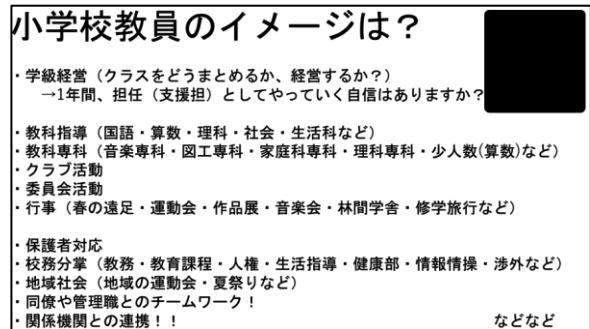 小学校教員のイメージは？
・学級経営（クラスをどうまとめるか、経営するか？）
→1年間、担任（支援担）としてやっていく自信はありますか？
・教科指導（国語・算数・理科・社会・生活科など）
・教科専科（音楽専科・図工専科・家庭科専科・理科専科・少人数(算数)など）
・クラブ活動
・委員会活動
・行事（春の遠足・運動会・作品展・音楽会・林間学舎・修学旅行など）
・保護者対応
・校務分掌（教務・教育課程・人権・生活指導・健康部・情報情操・渉外など）
・地域社会（地域の運動会・夏祭りなど）
・同僚や管理職とのチームワーク！
・関係機関との連携！！ などなど